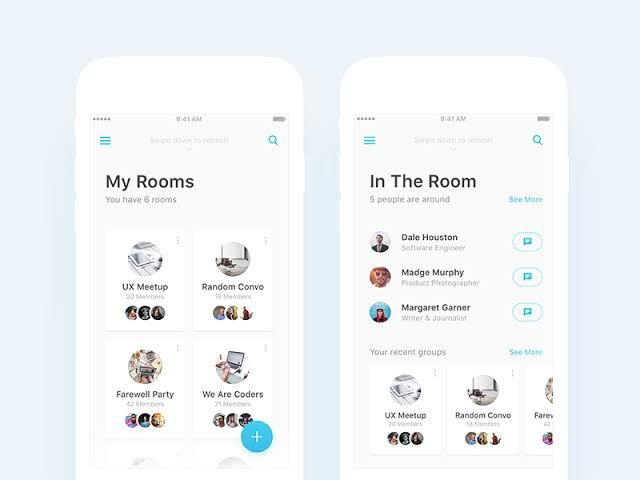 9:41 AM
Swipe down to refresh
My Rooms
You have 6 rooms
UX Meetup
20 Members
Random Convo
18 Members
Farewell Party
42 Members
We Are Coders
71 Members
9:41 AM
Swipe down to refresh
In The Room
5 people are around
See More
Dale Houston
Software Engineer
Madge Murphy
Product Photographer
Margaret Garner
Writer & Journalist
Your recent groups
See More
UX Meetup
20 Members
Random Convo
18 Members
Farew
42